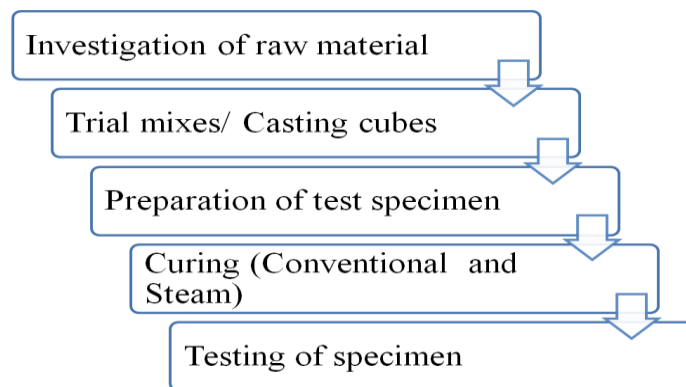 Investigation of raw material
Trial mixes/ Casting cubes
Preparation of test specimen
Curing (Conventional and
Steam)
Testing of specimen